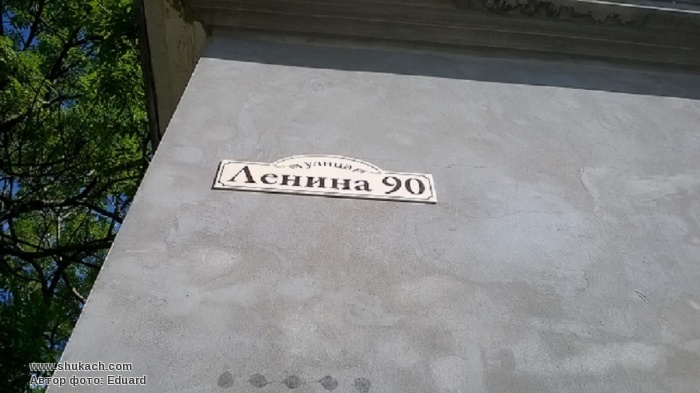 улица
Ленина 90
www.shukach.com
Автор фото: Eduard